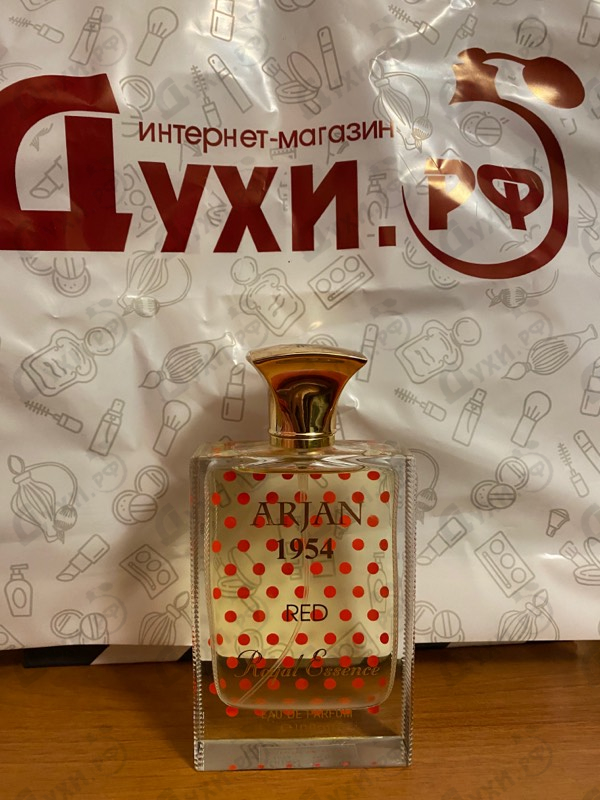 интернет-магазин
Духи.рф
ARJAN
1954
RED
Royal Essence
EAU DE PARFUM